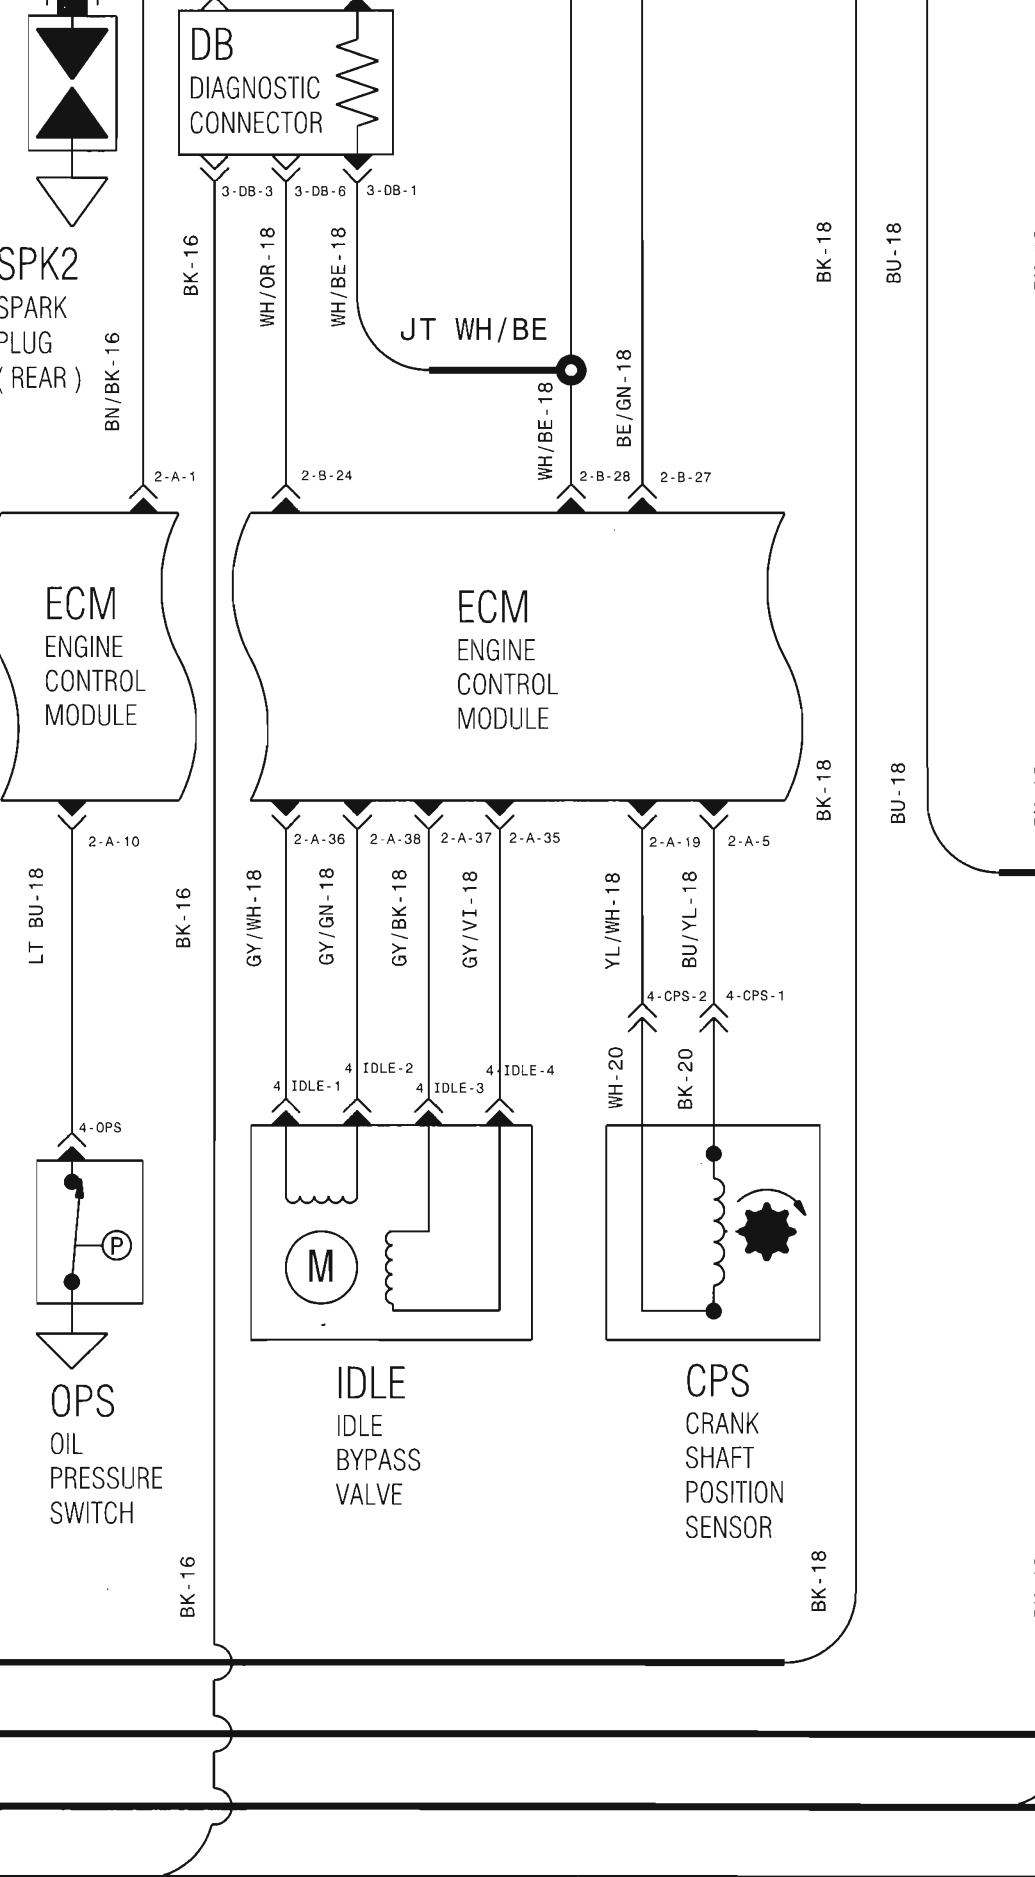 DB
DIAGNOSTIC
CONNECTOR
3-DB-3
3-DB-6
3-DB-1
SPK2
SPARK
PLUG
( REAR )
BK-16
WH/OR-18
WH/BE-18
BK-18
BU-18
JT WH/BE
BN/BK-16
WH/BE-18
BE/GN-18
2-A-1
2-B-24
2-B-28
2-B-27
ECM
ENGINE
CONTROL
MODULE
ECM
ENGINE
CONTROL
MODULE
BK-18
BU-18
2-A-10
2-A-36
2-A-38
2-A-37
2-A-35
2-A-19
2-A-5
LT BU-18
BK-16
GY/WH-18
GY/GN-18
GY/BK-18
GY/VI-18
YL/WH-18
BU/YL-18
4-CPS-2
4-CPS-1
WH-20
BK-20
4 IDLE-1
4 IDLE-2
4 IDLE-3
4-IDLE-4
4-OPS
P
M
OPS
OIL
PRESSURE
SWITCH
IDLE
IDLE
BYPASS
VALVE
CPS
CRANK
SHAFT
POSITION
SENSOR
BK-16
BK-18